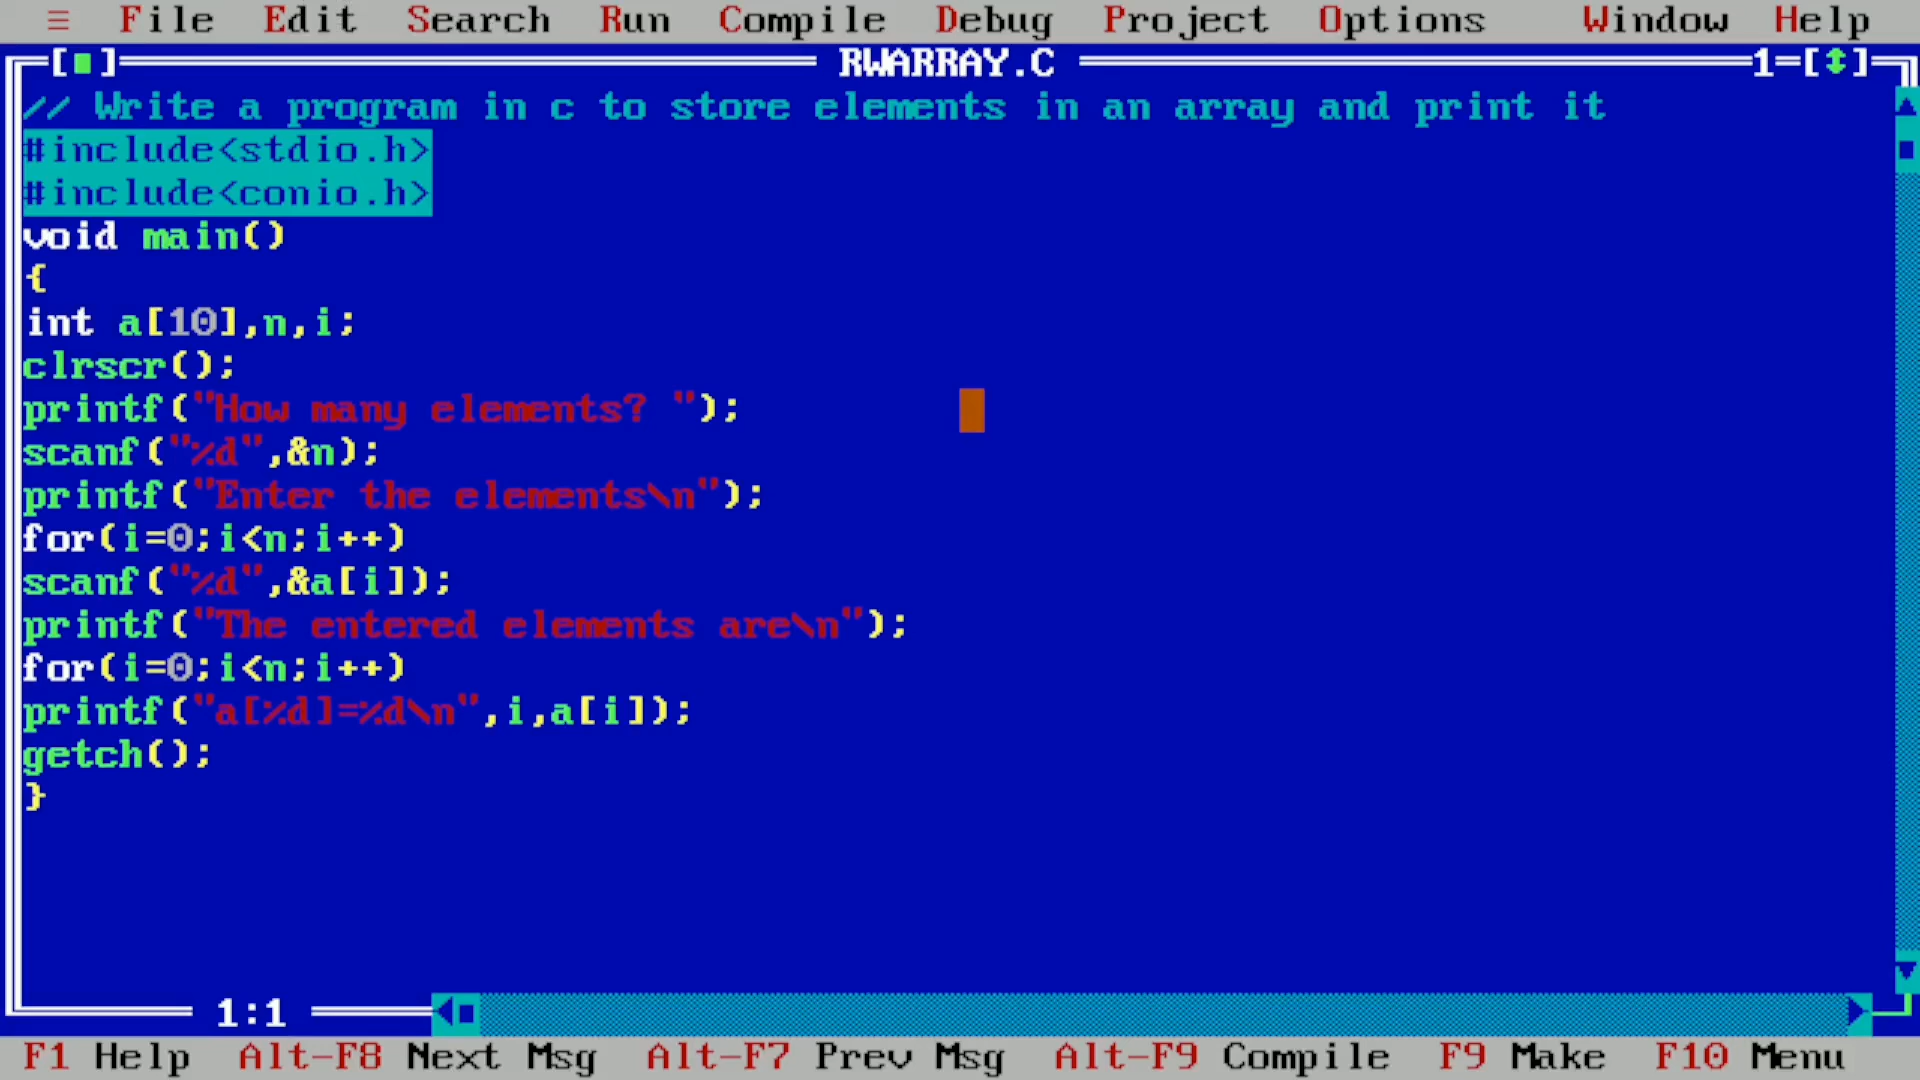 ≡ File Edit Search Run Compile Debug Project Options Window Help
[■] RWARRAY.C 1=[↕]
// Write a program in c to store elements in an array and print it
#include<stdio.h>
#include<conio.h>
void main()
{
int a[10],n,i;
clrscr();
printf("How many elements? ");
scanf("%d",&n);
printf("Enter the elements\n");
for(i=0;i<n;i++)
scanf("%d",&a[i]);
printf("The entered elements are\n");
for(i=0;i<n;i++)
printf("a[%d]=%d\n",i,a[i]);
getch();
}
1:1
F1 Help Alt-F8 Next Msg Alt-F7 Prev Msg Alt-F9 Compile F9 Make F10 Menu